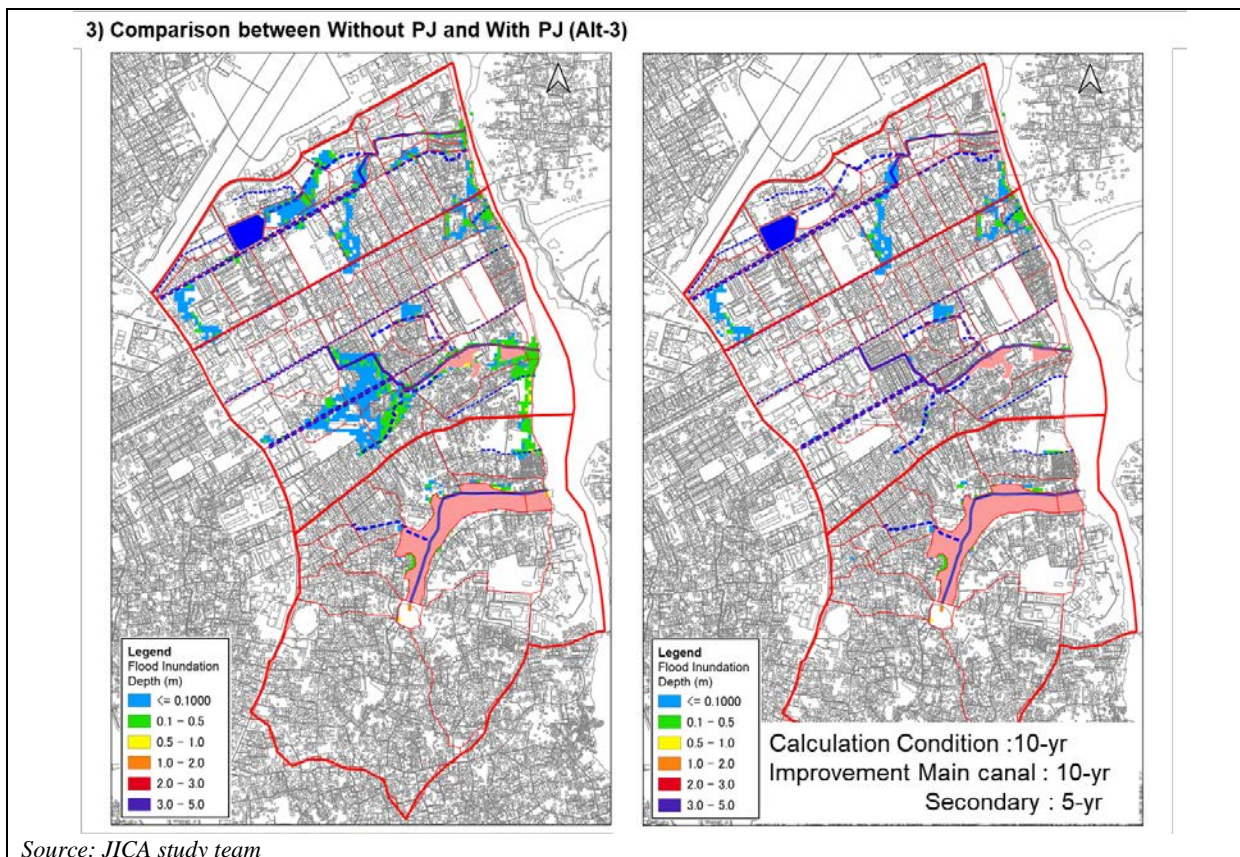 3) Comparison between Without PJ and With PJ (Alt-3)
Legend
Flood Inundation
Depth (m)
<= 0.1000
0.1 - 0.5
0.5 - 1.0
1.0 - 2.0
2.0 - 3.0
3.0 - 5.0
Legend
Flood Inundation
Depth (m)
<= 0.1000
0.1 - 0.5
0.5 - 1.0
1.0 - 2.0
2.0 - 3.0
3.0 - 5.0
Calculation Condition :10-yr
Improvement Main canal : 10-yr
Secondary : 5-yr
Source: JICA study team